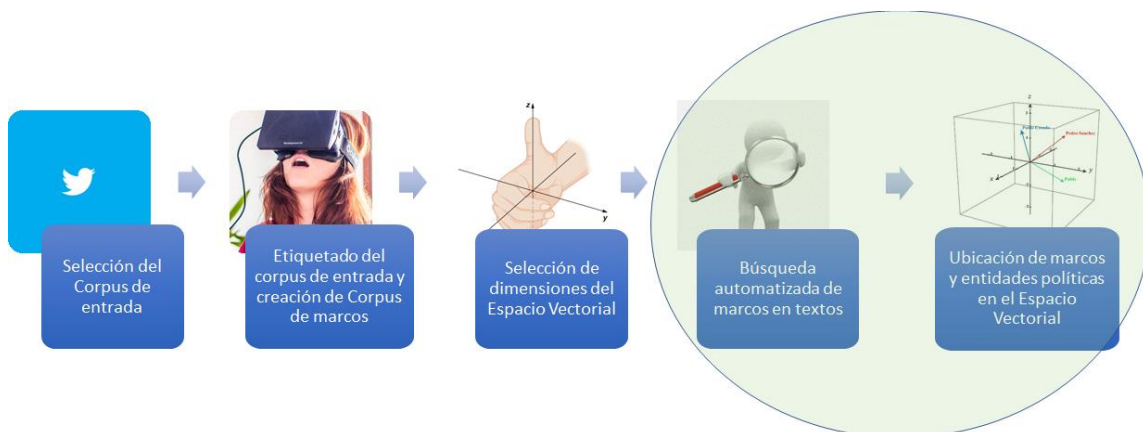 Selección del
Corpus de
entrada
Etiquetado del
corpus de entrada y
creación de Corpus
de marcos
z
y
Selección de
dimensiones del
Espacio Vectorial
Búsqueda
automatizada de
marcos en textos
z
y
x
Ubicación de marcos
y entidades políticas
en el Espacio
Vectorial